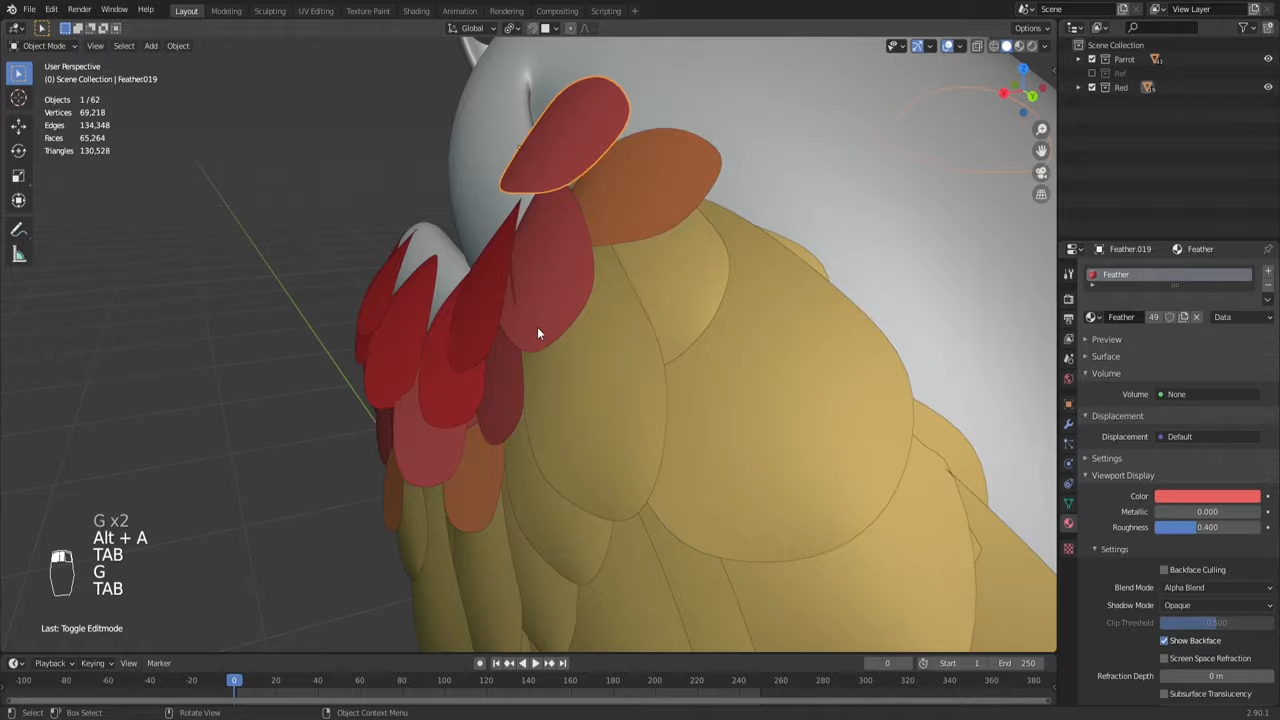 File Edit Render Window Help
Layout Modeling Sculpting UV Editing Texture Paint Shading Animation Rendering Compositing Scripting +
Scene
View Layer
Global
Options
Object Mode View Select Add Object
User Perspective
(0) Scene Collection | Feather.019
Objects 1 / 62
Vertices 69,218
Edges 134,348
Faces 65,264
Triangles 130,528
Scene Collection
Parrot
Ref
Red
Feather.019 Feather
Feather
Feather 49 Data
Preview
Surface
Volume
Volume None
Displacement
Displacement Default
Settings
Viewport Display
Color
Metallic 0.000
Roughness 0.400
Settings
Backface Culling
Blend Mode Alpha Blend
Shadow Mode Opaque
Clip Threshold 0.500
Show Backface
Screen Space Refraction
Refraction Depth 0 m
Subsurface Translucency
G x2
Alt + A
TAB
G
TAB
Last: Toggle Editmode
Playback Keying View Marker
0 Start 1 End 250
-100 -80 -60 -40 -20 0 20 40 60 80 100 120 140 160 180 200 220 240 260 280 300 320 340 360 380
Select Box Select Rotate View Object Context Menu 2.90.1